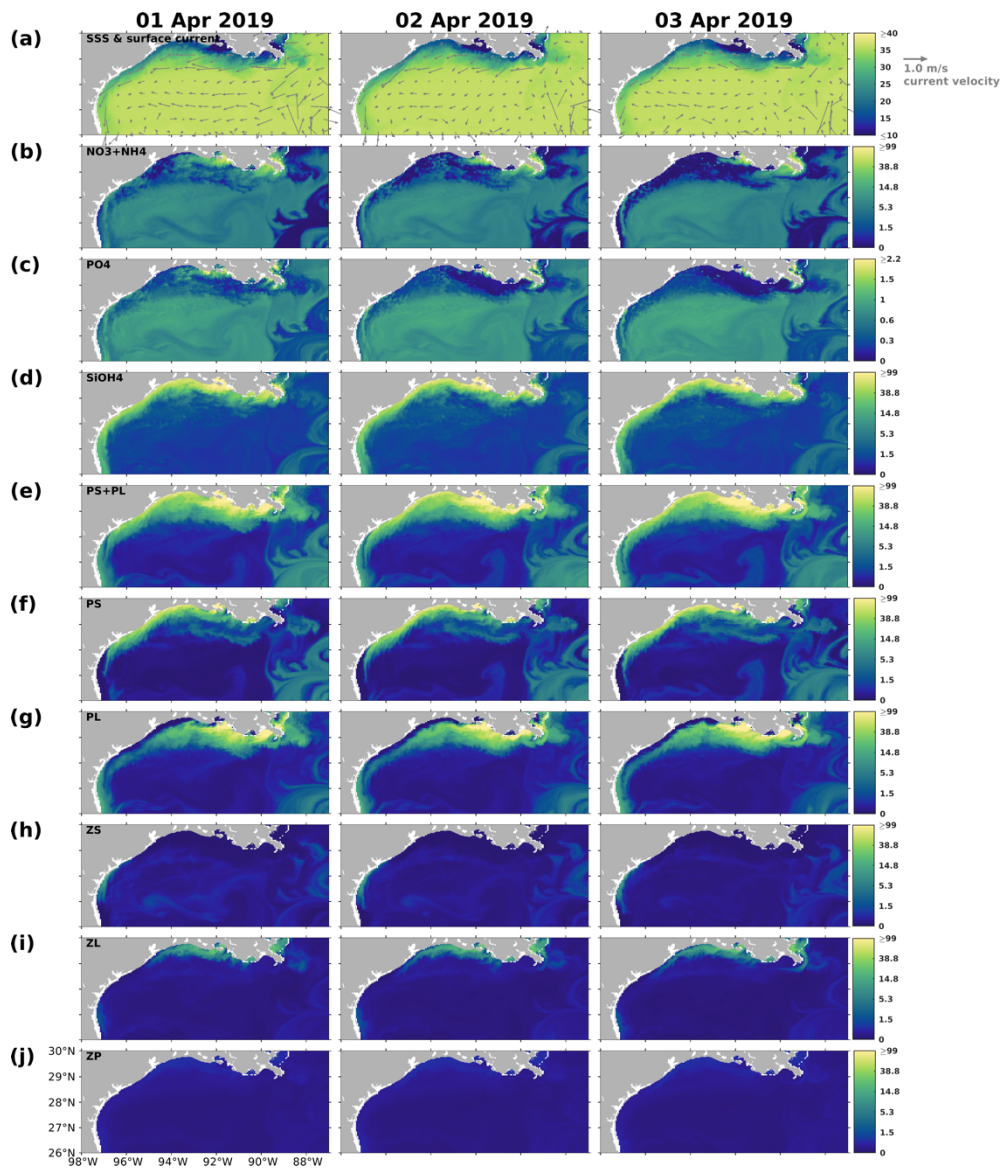 01 Apr 2019
02 Apr 2019
03 Apr 2019
(a)
SSS & surface current
≥40
35
30
25
20
15
≤10
1.0 m/s
current velocity
(b)
NO3+NH4
≥99
38.8
14.8
5.3
1.5
0
(c)
PO4
≥2.2
1.5
1
0.6
0.3
0
(d)
SiOH4
≥99
38.8
14.8
5.3
1.5
0
(e)
PS+PL
≥99
38.8
14.8
5.3
1.5
0
(f)
PS
≥99
38.8
14.8
5.3
1.5
0
(g)
PL
≥99
38.8
14.8
5.3
1.5
0
(h)
ZS
≥99
38.8
14.8
5.3
1.5
0
(i)
ZL
≥99
38.8
14.8
5.3
1.5
0
(j)
ZP
30°N
29°N
28°N
27°N
26°N
98°W 96°W 94°W 92°W 90°W 88°W
≥99
38.8
14.8
5.3
1.5
0